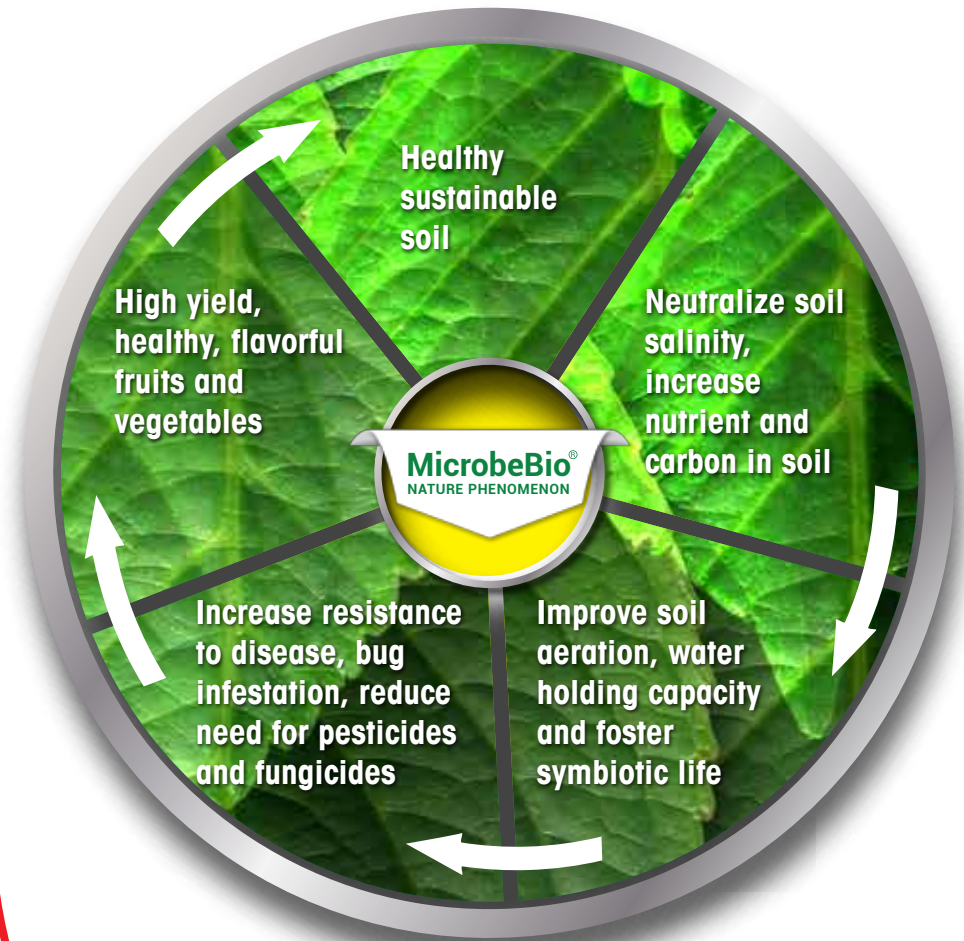 Healthy
sustainable
soil
Neutralize soil
salinity,
increase
nutrient and
carbon in soil
Improve soil
aeration, water
holding capacity
and foster
symbiotic life
Increase resistance
to disease, bug
infestation, reduce
need for pesticides
and fungicides
High yield,
healthy, flavorful
fruits and
vegetables
MicrobeBio®
NATURE PHENOMENON